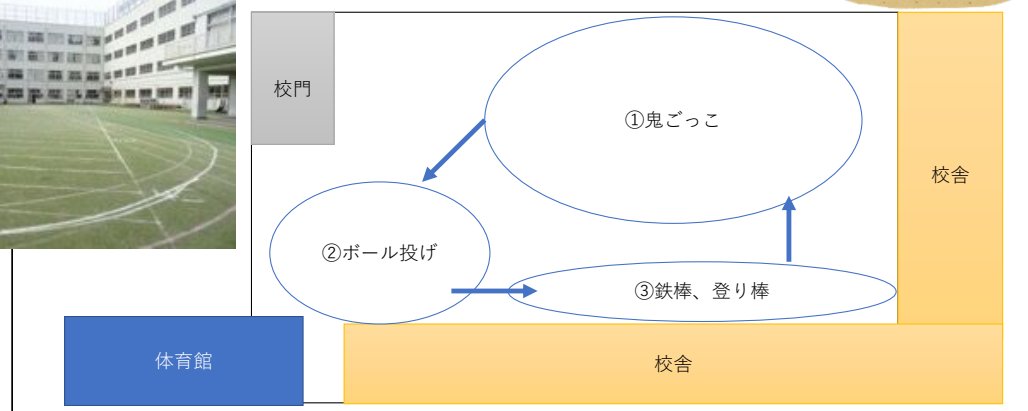 校門
①鬼ごっこ
校舎
②ボール投げ
③鉄棒、登り棒
体育館
校舎